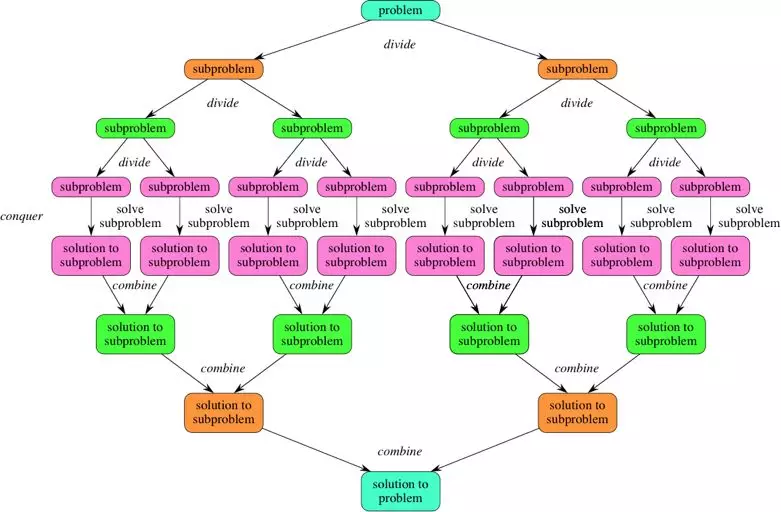 problem
divide
subproblem subproblem
divide divide
subproblem subproblem subproblem subproblem
divide divide divide divide
subproblem subproblem subproblem subproblem subproblem subproblem subproblem subproblem
conquer
solve solve solve solve solve solve solve solve
subproblem subproblem subproblem subproblem subproblem subproblem subproblem subproblem
solution to solution to solution to solution to solution to solution to solution to solution to
subproblem subproblem subproblem subproblem subproblem subproblem subproblem subproblem
combine combine combine combine
solution to solution to solution to solution to
subproblem subproblem subproblem subproblem
combine combine
solution to solution to
subproblem subproblem
combine
solution to
problem